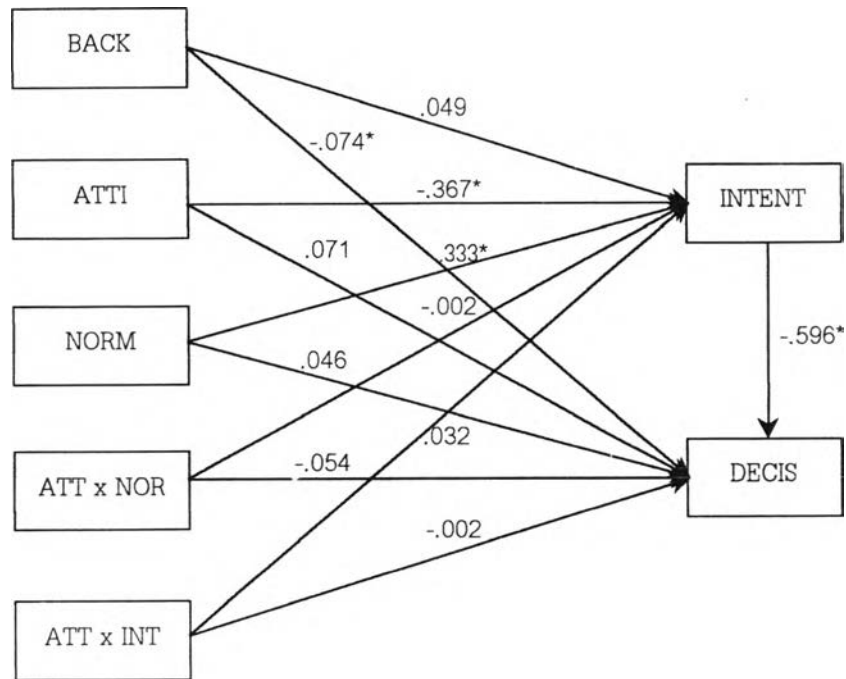 BACK
.049
-.074*
ATTI
-.367*
INTENT
.071
.333*
-.002
NORM
-.596*
.046
.032
ATT x NOR
-.054
DECIS
-.002
ATT x INT